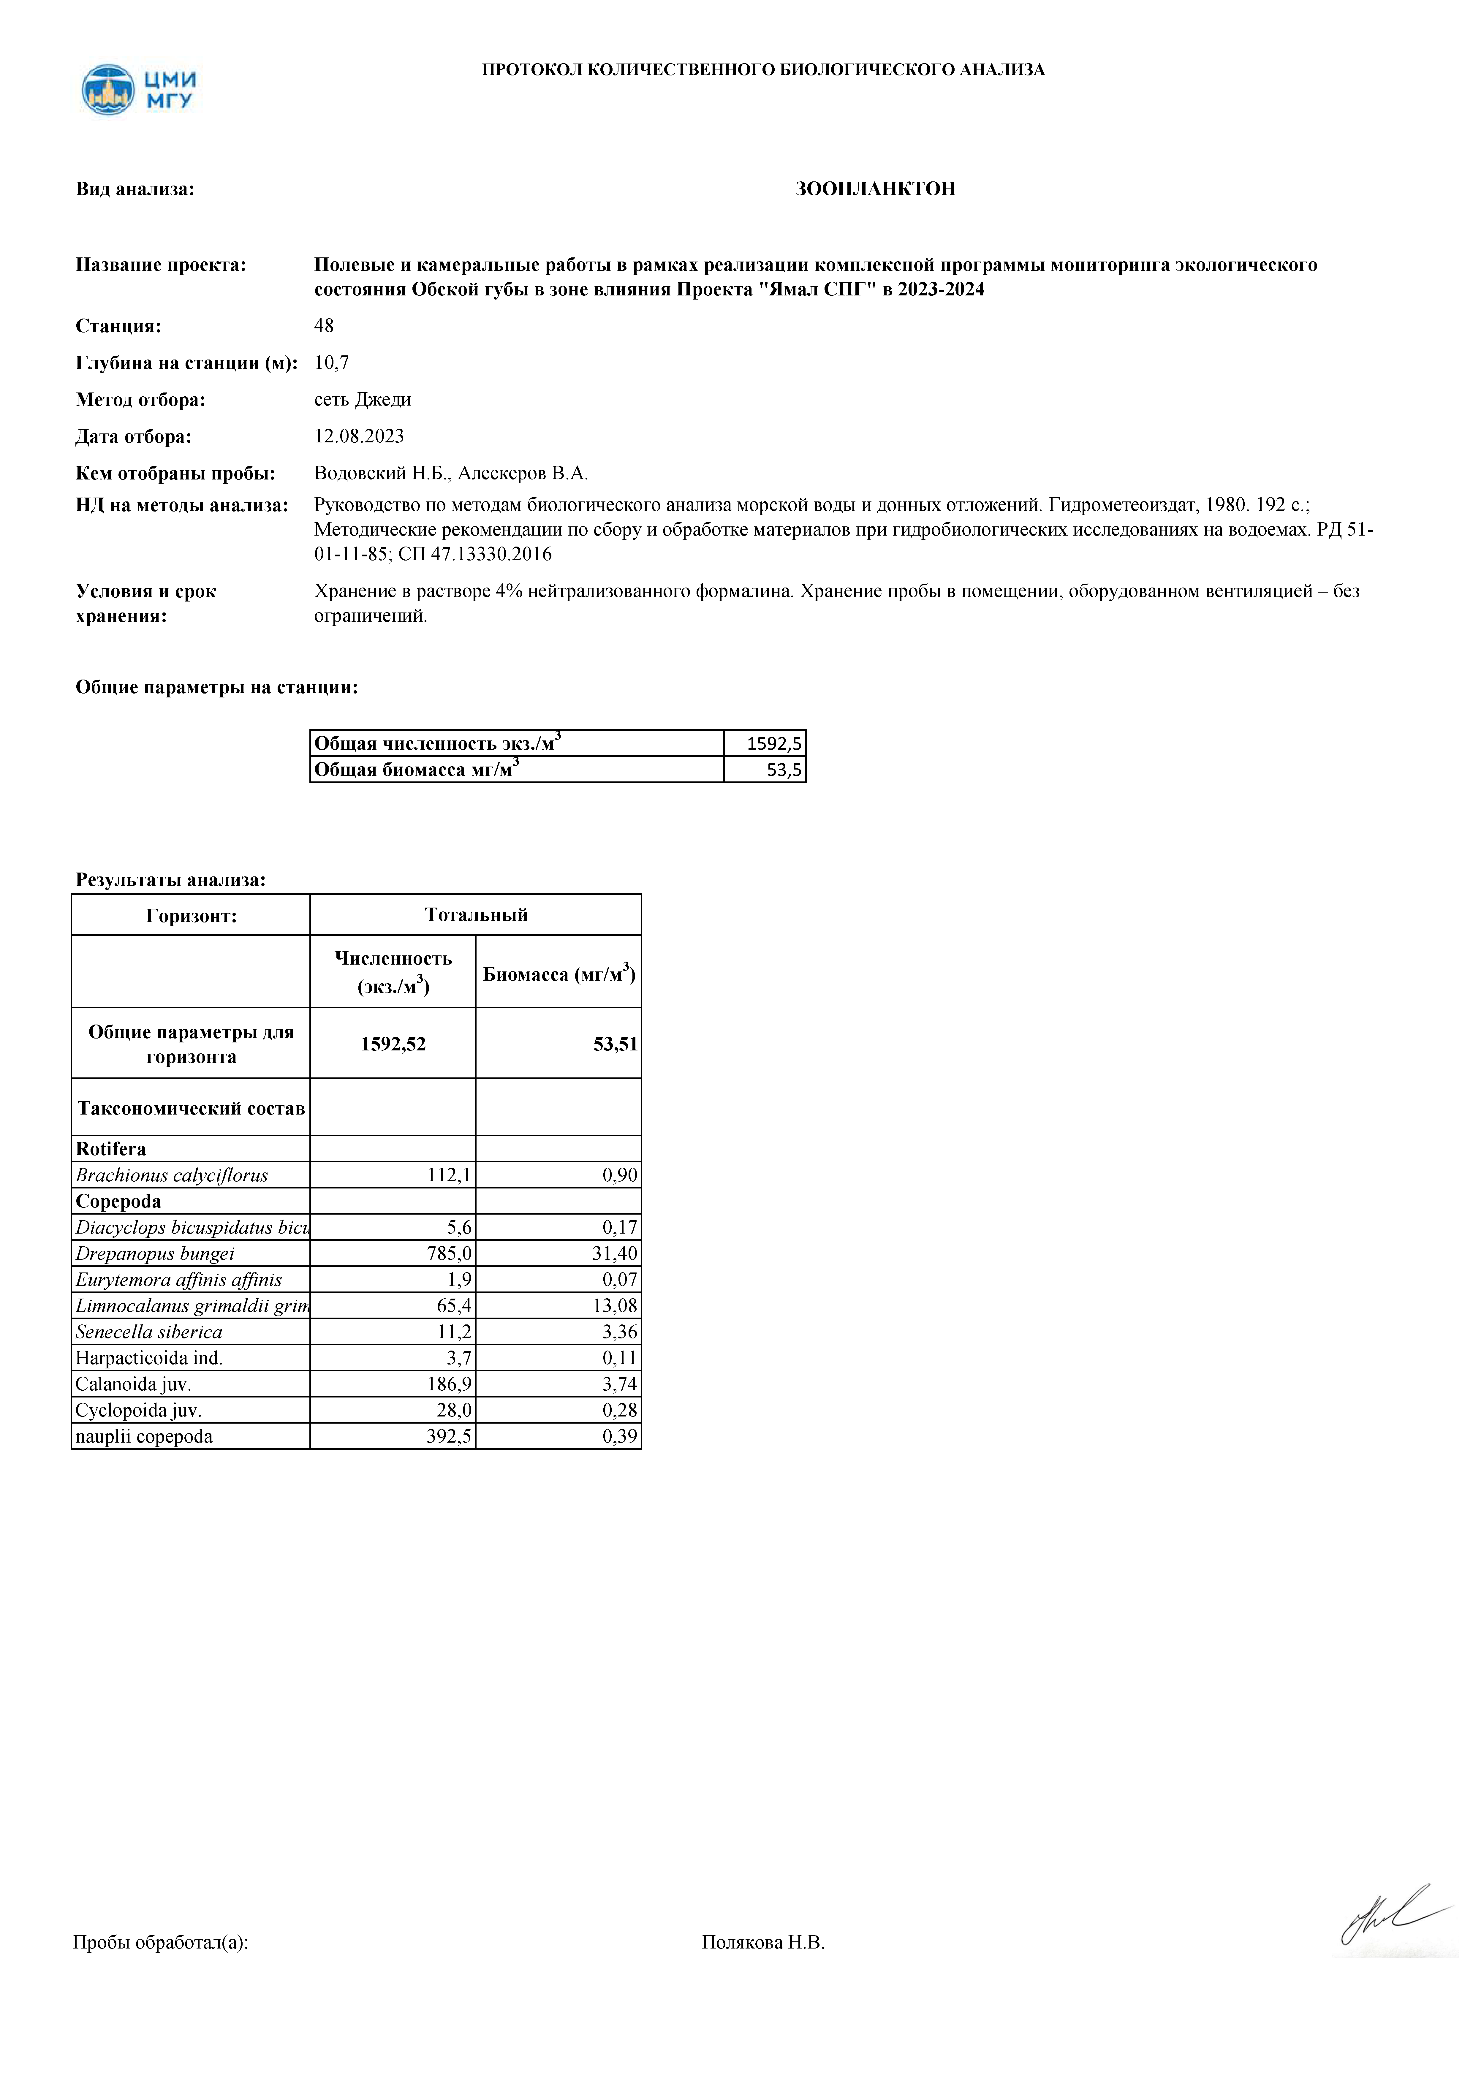 ЦМИ
МГУ
ПРОТОКОЛ КОЛИЧЕСТВЕННОГО БИОЛОГИЧЕСКОГО АНАЛИЗА
Вид анализа: ЗООПЛАНКТОН
Название проекта: Полевые и камеральные работы в рамках реализации комплексной программы мониторинга экологического
состояния Обской губы в зоне влияния Проекта "Ямал СПГ" в 2023-2024
Станция: 48
Глубина на станции (м): 10,7
Метод отбора: сеть Джеди
Дата отбора: 12.08.2023
Кем отобраны пробы: Водовский Н.Б., Алескеров В.А.
НД на методы анализа: Руководство по методам биологического анализа морской воды и донных отложений. Гидрометеоиздат, 1980. 192 с.;
Методические рекомендации по сбору и обработке материалов при гидробиологических исследованиях на водоемах. РД 51-
01-11-85; СП 47.13330.2016
Условия и срок Хранение в растворе 4% нейтрализованного формалина. Хранение пробы в помещении, оборудованном вентиляцией – без
хранения: ограничений.
Общие параметры на станции:
Общая численность экз./м³ 1592,5
Общая биомасса мг/м³ 53,5
Результаты анализа:
Горизонт: Тотальный
Численность
(экз./м³) Биомасса (мг/м³)
Общие параметры для
горизонта 1592,52 53,51
Таксономический состав
Rotifera
Brachionus calyciflorus 112,1 0,90
Copepoda
Diacyclops bicuspidatus bicu 5,6 0,17
Drepanopus bungei 785,0 31,40
Eurytemora affinis affinis 1,9 0,07
Limnocalanus grimaldii grim 65,4 13,08
Senecella siberica 11,2 3,36
Harpacticoida ind. 3,7 0,11
Calanoida juv. 186,9 3,74
Cyclopoida juv. 28,0 0,28
nauplii copepoda 392,5 0,39
Пробы обработал(а): Полякова Н.В.